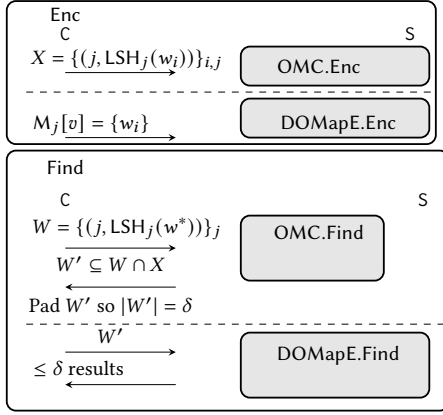 Enc
C S
X = {(j, LSH_j(w_i))}_{i,j}
OMC.Enc
M_j[v] = {w_i}
DOMapE.Enc
Find
C S
W = {(j, LSH_j(w*))}_j
OMC.Find
W′ ⊆ W ∩ X
Pad W′ so |W′| = δ
W′
DOMapE.Find
≤ δ results